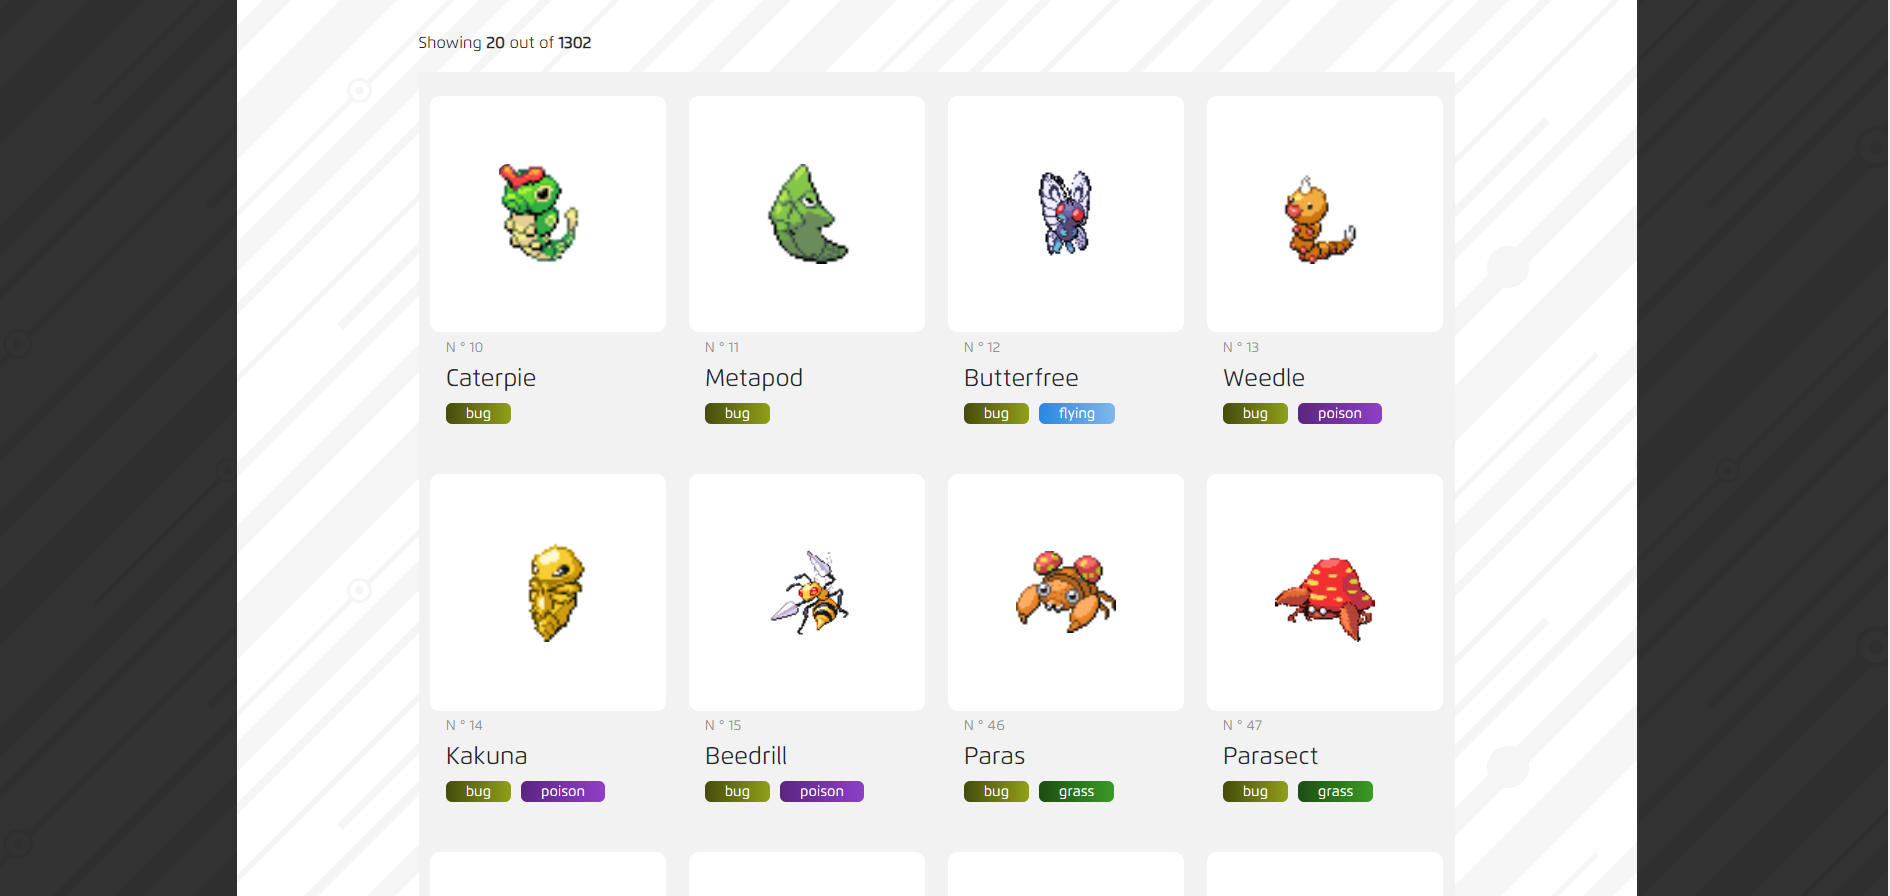 Showing 20 out of 1302
N ° 10
Caterpie
bug
N ° 11
Metapod
bug
N ° 12
Butterfree
bug flying
N ° 13
Weedle
bug poison
N ° 14
Kakuna
bug poison
N ° 15
Beedrill
bug poison
N ° 46
Paras
bug grass
N ° 47
Parasect
bug grass